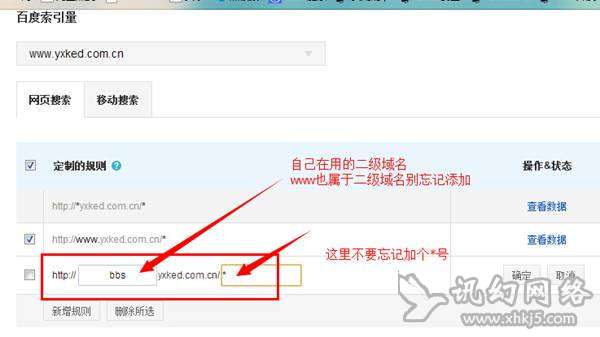 百度索引量
www.yxked.com.cn
网页搜索 移动搜索
定制的规则 ? 操作&状态
自己在用的二级域名
www也属于二级域名别忘记添加
http://*yxked.com.cn/* 查看数据
http://www.yxked.com.cn/* 查看数据
这里不要忘记加个*号
http:// bbs yxked.com.cn/ * 确定 取消
新增规则 删除所选
讯幻网络
www.xhkj5.com